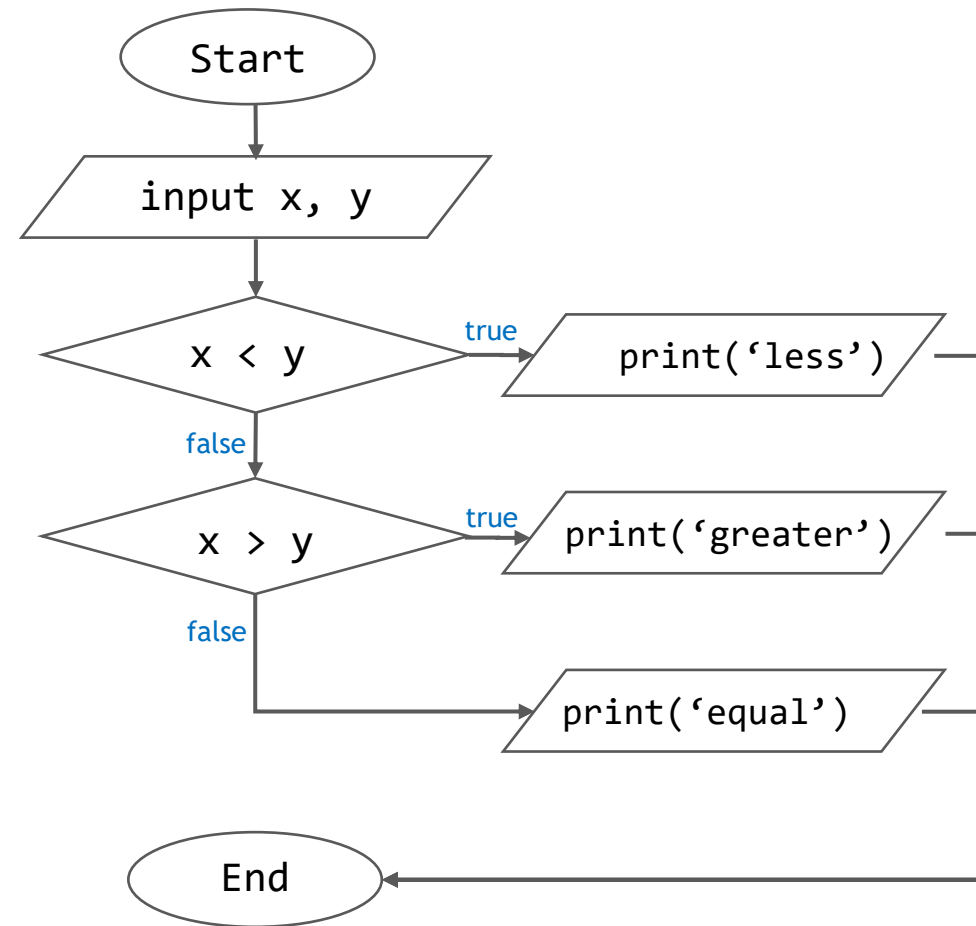 Start
input x, y
x < y
true
print(‘less’)
false
x > y
true
print(‘greater’)
false
print(‘equal’)
End